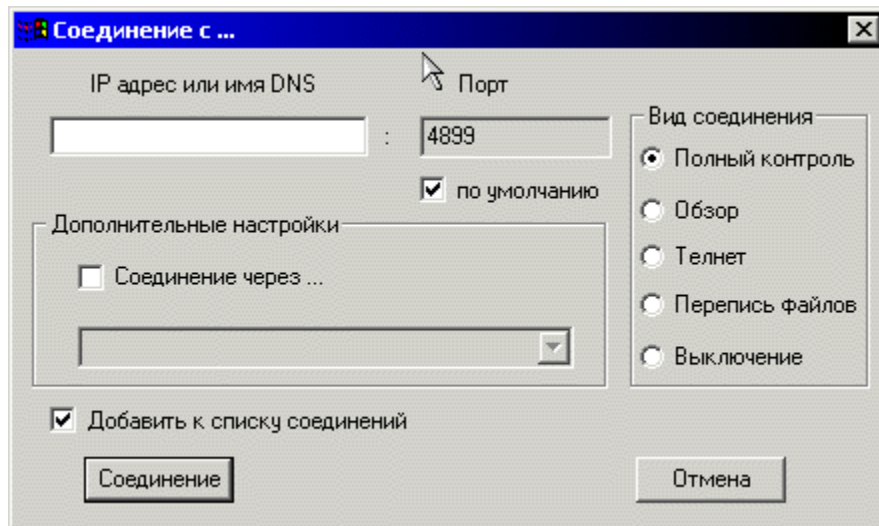 Соединение с ...
IP адрес или имя DNS
Порт
:
4899
по умолчанию
Дополнительные настройки
Соединение через ...
Добавить к списку соединений
Вид соединения
Полный контроль
Обзор
Телнет
Перепись файлов
Выключение
Соединение
Отмена